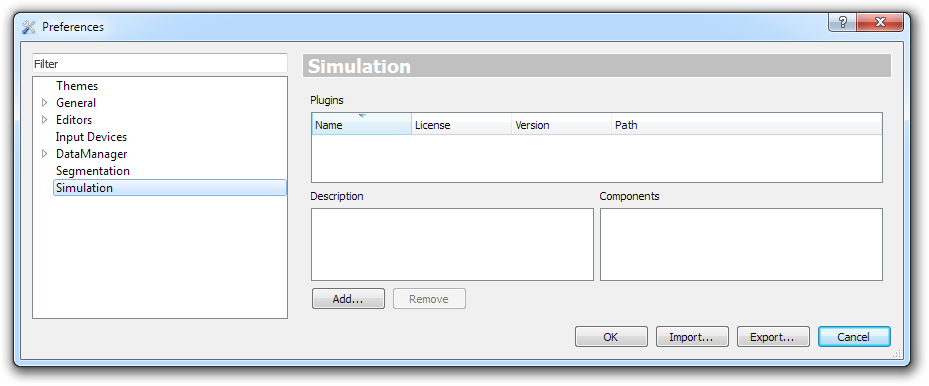 Preferences
?
Filter
Themes
General
Editors
Input Devices
DataManager
Segmentation
Simulation
Simulation
Plugins
Name License Version Path
Description Components
Add... Remove
OK Import... Export... Cancel